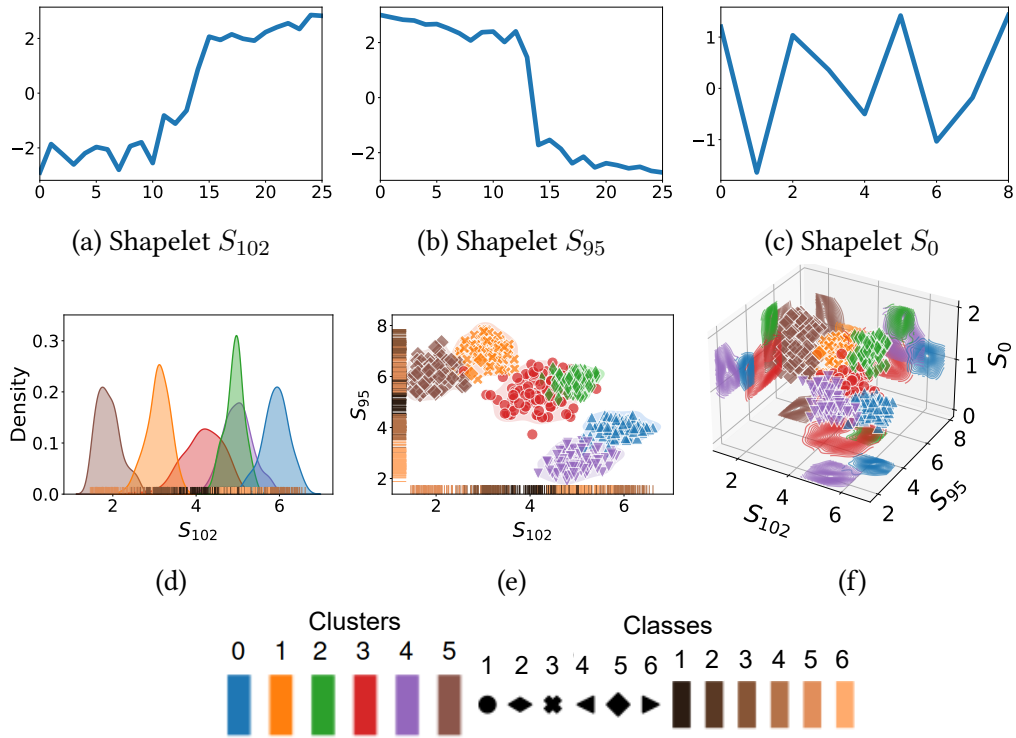 2
0
−2
0 5 10 15 20 25
(a) Shapelet S102
2
0
−2
0 5 10 15 20 25
(b) Shapelet S95
1
0
−1
0 2 4 6 8
(c) Shapelet S0
0.3
0.2
0.1
0.0
Density
2 4 6
S102
(d)
8
6
4
2
S95
2 4 6
S102
(e)
2
1
0
S0
8
6
4
2
S95
2
4
6
S102
(f)
Clusters
0 1 2 3 4 5
Classes
1 2 3 4 5 6 1 2 3 4 5 6